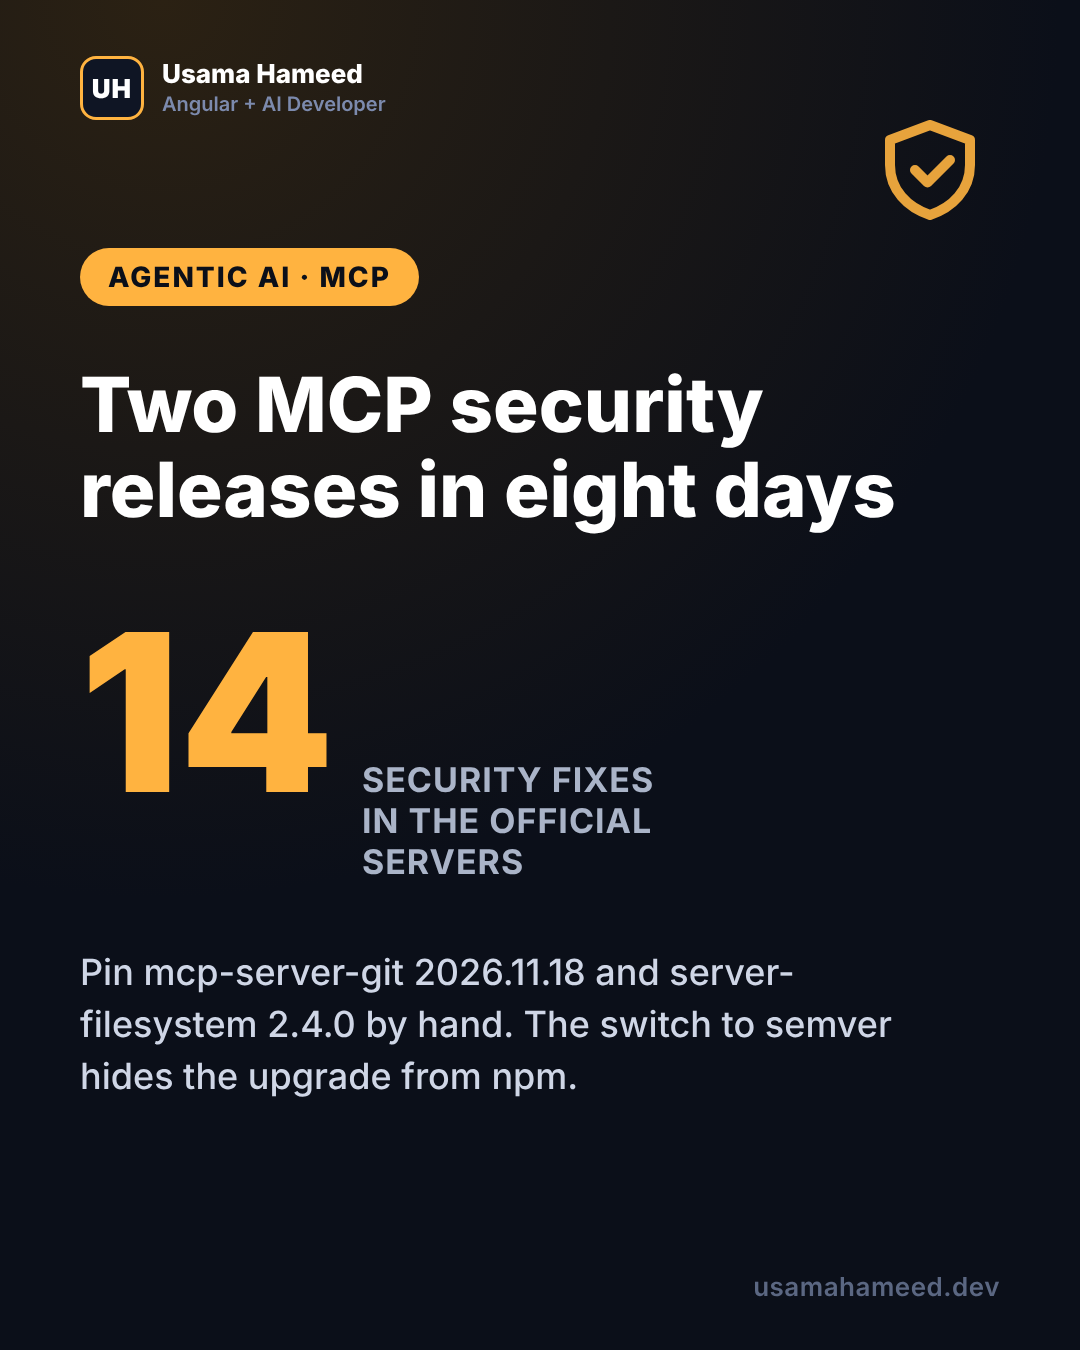 UH
Usama Hameed
Angular + AI Developer
AGENTIC AI · MCP
Two MCP security
releases in eight days
14
SECURITY FIXES
IN THE OFFICIAL
SERVERS
Pin mcp-server-git 2026.11.18 and server-
filesystem 2.4.0 by hand. The switch to semver
hides the upgrade from npm.
usamahameed.dev